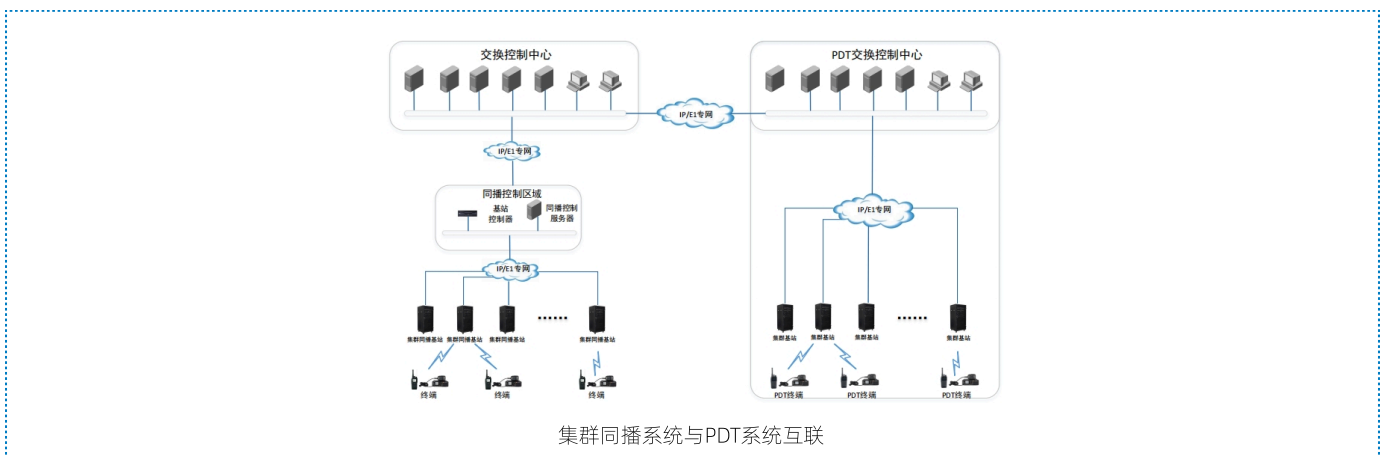 交换控制中心
PDT交换控制中心
IP/E1专网
IP/E1专网
同播控制区域
基站
控制器
同播控制
服务器
IP/E1专网
IP/E1专网
集群同播基站
集群同播基站
集群同播基站
······
集群同播基站
集群基站
集群基站
集群基站
······
集群基站
终端
终端
终端
PDT终端
PDT终端
PDT终端
集群同播系统与PDT系统互联